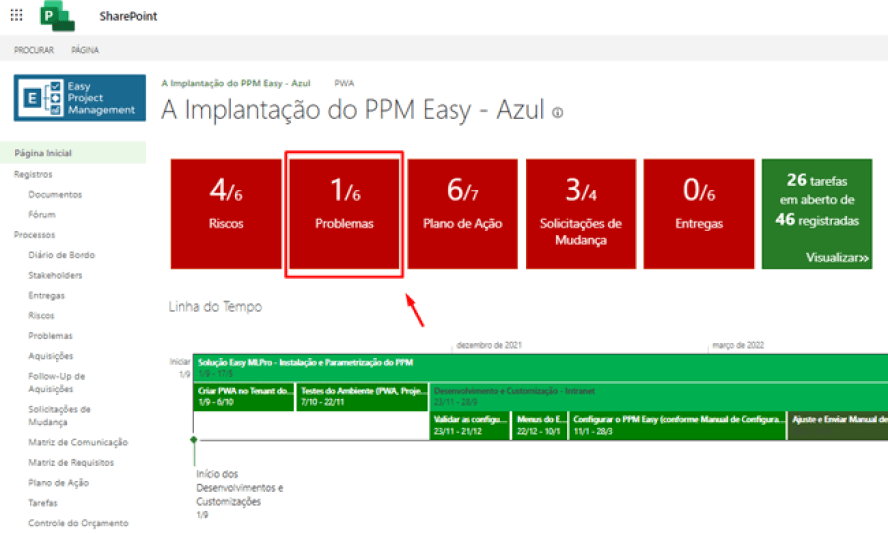 P
SharePoint
PROCURAR PÁGINA
E
Easy
Project
Management
A Implantação do PPM Easy - Azul PWA
A Implantação do PPM Easy - Azul
Página Inicial
Registros
Documentos
Fórum
Processos
Diário de Bordo
Stakeholders
Entregas
Riscos
Problemas
Aquisições
Follow-Up de
Aquisições
Solicitações de
Mudança
Matriz de Comunicação
Matriz de Requisitos
Plano de Ação
Tarefas
Controle do Orçamento
4/6
Riscos
1/6
Problemas
6/7
Plano de Ação
3/4
Solicitações de
Mudança
0/6
Entregas
26 tarefas
em aberto de
46 registradas
Visualizar>>
Linha do Tempo
dezembro de 2021
março de 2022
Iniciar
1/9
Solução Easy MLPro - Instalação e Parametrização do PPM
1/9 - 17/5
Criar PWA no Tenant do...
1/9 - 6/10
Testes do Ambiente (PWA, Proje...
7/10 - 22/11
Desenvolvimento e Customização - Intranet
23/11 - 28/9
Validar as configu...
23/11 - 21/12
Menus do E...
22/12 - 10/1
Configurar o PPM Easy (conforme Manual de Configura...
11/1 - 28/3
Ajuste e Enviar Manual de
Início dos
Desenvolvimentos e
Customizações
1/9